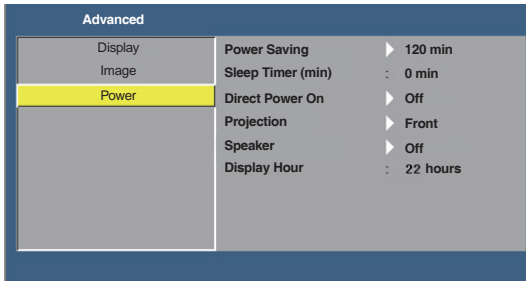 Advanced
Display
Image
Power
Power Saving 120 min
Sleep Timer (min) : 0 min
Direct Power On Off
Projection Front
Speaker Off
Display Hour : 22 hours